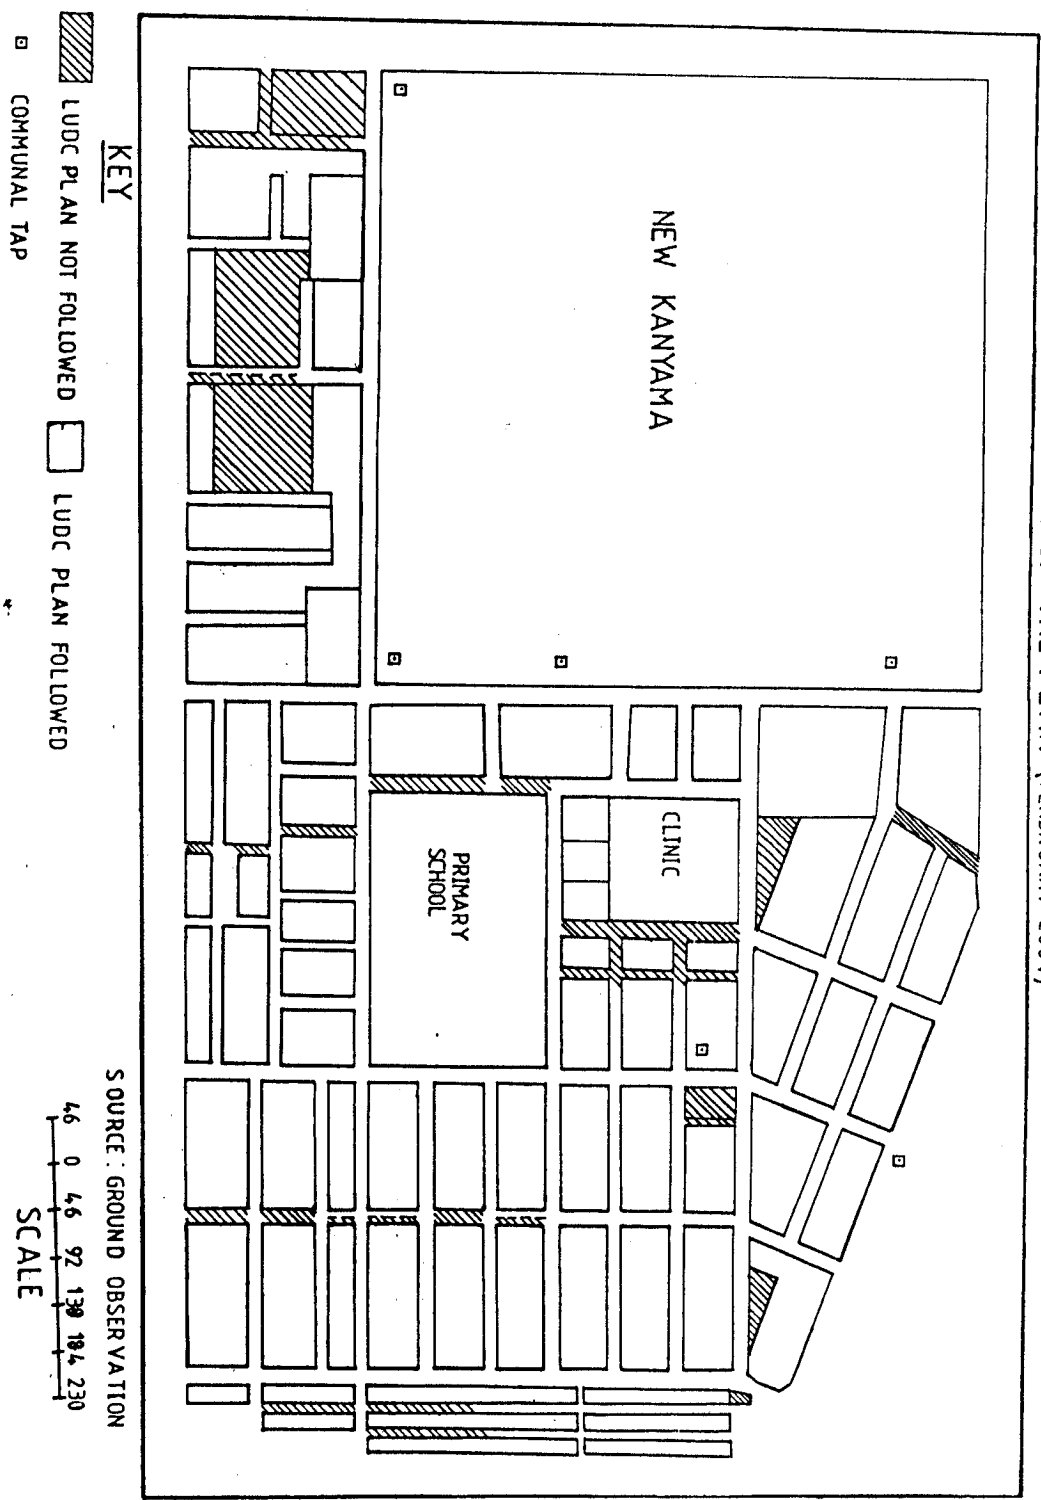 NEW KANYAMA
CLINIC
PRIMARY
SCHOOL
KEY
LUDC PLAN NOT FOLLOWED
LUDC PLAN FOLLOWED
COMMUNAL TAP
SOURCE: GROUND OBSERVATION
46 0 46 92 138 184 230
SCALE